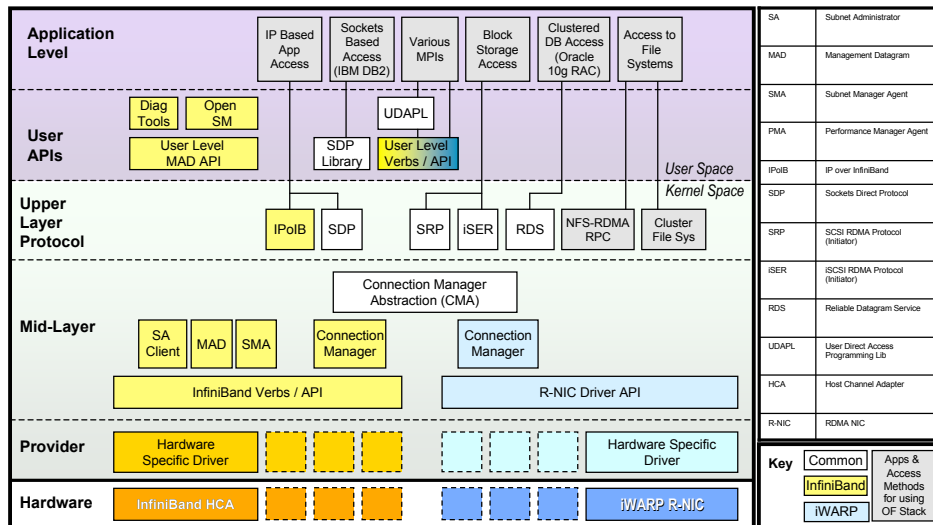 Application
Level
IP Based
App
Access
Sockets
Based
Access
(IBM DB2)
Various
MPIs
Block
Storage
Access
Clustered
DB Access
(Oracle
10g RAC)
Access to
File
Systems
User
APIs
Diag
Tools
Open
SM
User Level
MAD API
SDP
Library
UDAPL
User Level
Verbs / API
User Space
Kernel Space
Upper
Layer
Protocol
IPoIB
SDP
SRP
iSER
RDS
NFS-RDMA
RPC
Cluster
File Sys
Mid-Layer
Connection Manager
Abstraction (CMA)
SA
Client
MAD
SMA
Connection
Manager
Connection
Manager
InfiniBand Verbs / API
R-NIC Driver API
Provider
Hardware
Specific Driver
Hardware Specific
Driver
Hardware
InfiniBand HCA
iWARP R-NIC
SA Subnet Administrator
MAD Management Datagram
SMA Subnet Manager Agent
PMA Performance Manager Agent
IPoIB IP over InfiniBand
SDP Sockets Direct Protocol
SRP SCSI RDMA Protocol
(Initiator)
iSER iSCSI RDMA Protocol
(Initiator)
RDS Reliable Datagram Service
UDAPL User Direct Access
Programming Lib
HCA Host Channel Adapter
R-NIC RDMA NIC
Key
Common
InfiniBand
iWARP
Apps &
Access
Methods
for using
OF Stack